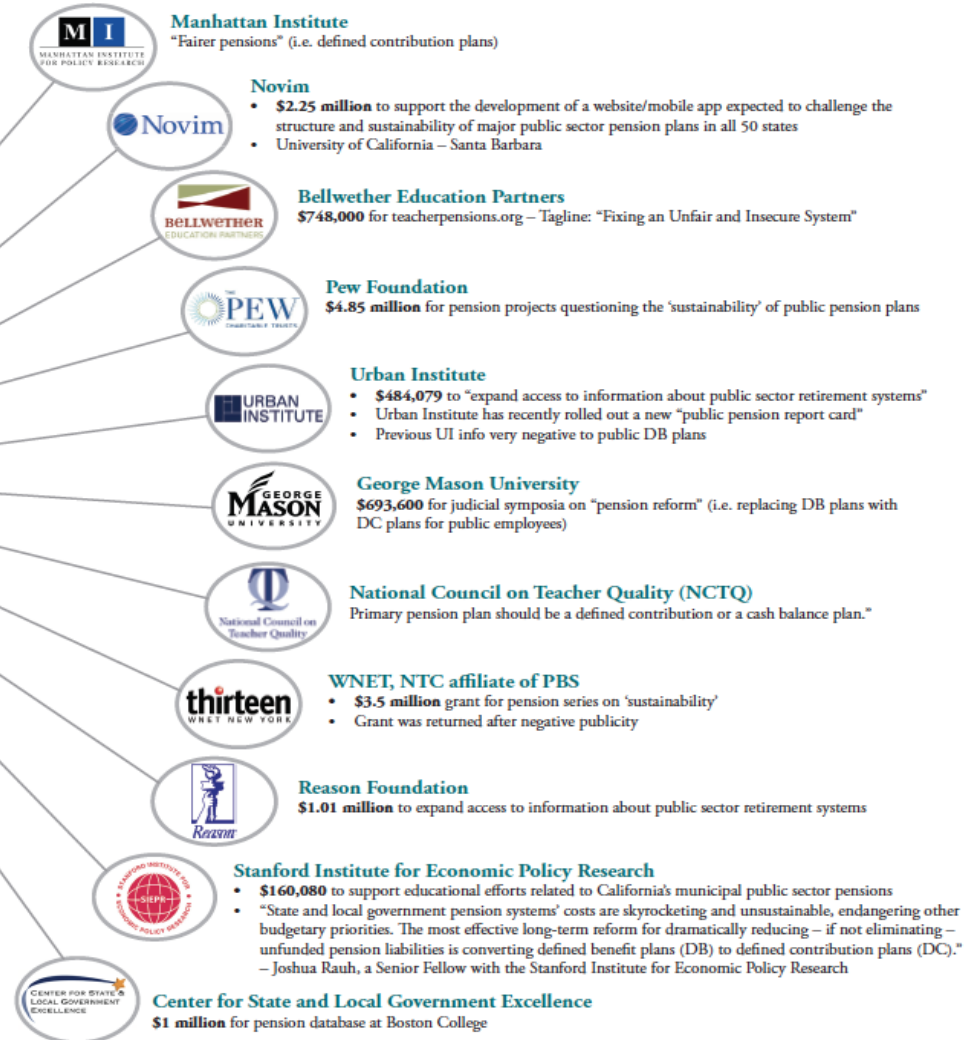 M I
MANHATTAN INSTITUTE
FOR POLICY RESEARCH
Manhattan Institute
“Fairer pensions” (i.e. defined contribution plans)
Novim
Novim
• $2.25 million to support the development of a website/mobile app expected to challenge the
structure and sustainability of major public sector pension plans in all 50 states
• University of California – Santa Barbara
BELLWETHER
EDUCATION PARTNERS
Bellwether Education Partners
$748,000 for teacherpensions.org – Tagline: “Fixing an Unfair and Insecure System”
THE
PEW
CHARITABLE TRUSTS
Pew Foundation
$4.85 million for pension projects questioning the ‘sustainability’ of public pension plans
URBAN
INSTITUTE
Urban Institute
• $484,079 to “expand access to information about public sector retirement systems”
• Urban Institute has recently rolled out a new “public pension report card”
• Previous UI info very negative to public DB plans
GEORGE
MASON
UNIVERSITY
George Mason University
$693,600 for judicial symposia on “pension reform” (i.e. replacing DB plans with
DC plans for public employees)
TQ
National Council on
Teacher Quality
National Council on Teacher Quality (NCTQ)
Primary pension plan should be a defined contribution or a cash balance plan.”
thirteen
WNET NEW YORK
WNET, NTC affiliate of PBS
• $3.5 million grant for pension series on ‘sustainability’
• Grant was returned after negative publicity
Reason
Reason Foundation
$1.01 million to expand access to information about public sector retirement systems
STANFORD INSTITUTE FOR
SIEPR
ECONOMIC POLICY RESEARCH
Stanford Institute for Economic Policy Research
• $160,080 to support educational efforts related to California’s municipal public sector pensions
• “State and local government pension systems’ costs are skyrocketing and unsustainable, endangering other
budgetary priorities. The most effective long-term reform for dramatically reducing – if not eliminating –
unfunded pension liabilities is converting defined benefit plans (DB) to defined contribution plans (DC).”
– Joshua Rauh, a Senior Fellow with the Stanford Institute for Economic Policy Research
CENTER FOR STATE &
LOCAL GOVERNMENT
EXCELLENCE
Center for State and Local Government Excellence
$1 million for pension database at Boston College